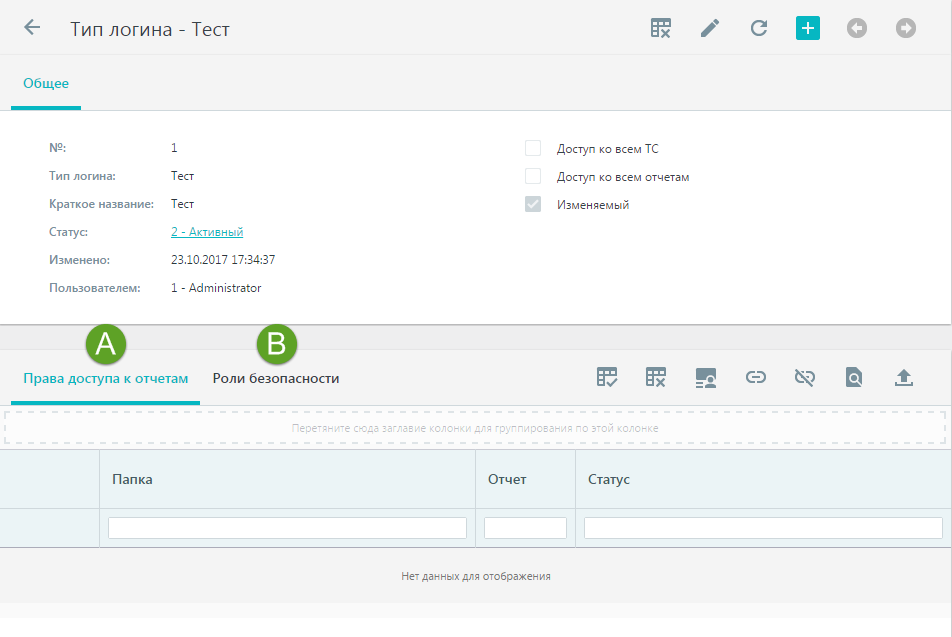 Тип логина - Тест
Общее
№: 1
Тип логина: Тест
Краткое название: Тест
Статус: 2 - Активный
Изменено: 23.10.2017 17:34:37
Пользователем: 1 - Administrator
Доступ ко всем ТС
Доступ ко всем отчетам
Изменяемый
A
B
Права доступа к отчетам
Роли безопасности
Перетяните сюда заглавие колонки для группирования по этой колонке
Папка
Отчет
Статус
Нет данных для отображения